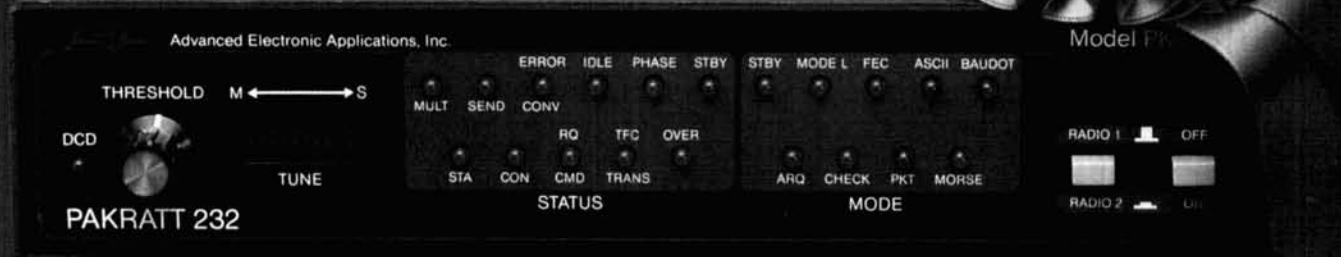 Advanced Electronic Applications, Inc.
Model PK
ERROR IDLE PHASE STBY
STBY MODE L FEC ASCII BAUDOT
THRESHOLD M S
MULT SEND CONV
DCD
RQ TFC OVER
RADIO 1 OFF
TUNE
STA CON CMD TRANS
ARQ CHECK PKT MORSE
STATUS
MODE
RADIO 2 ON
PAKRATT 232